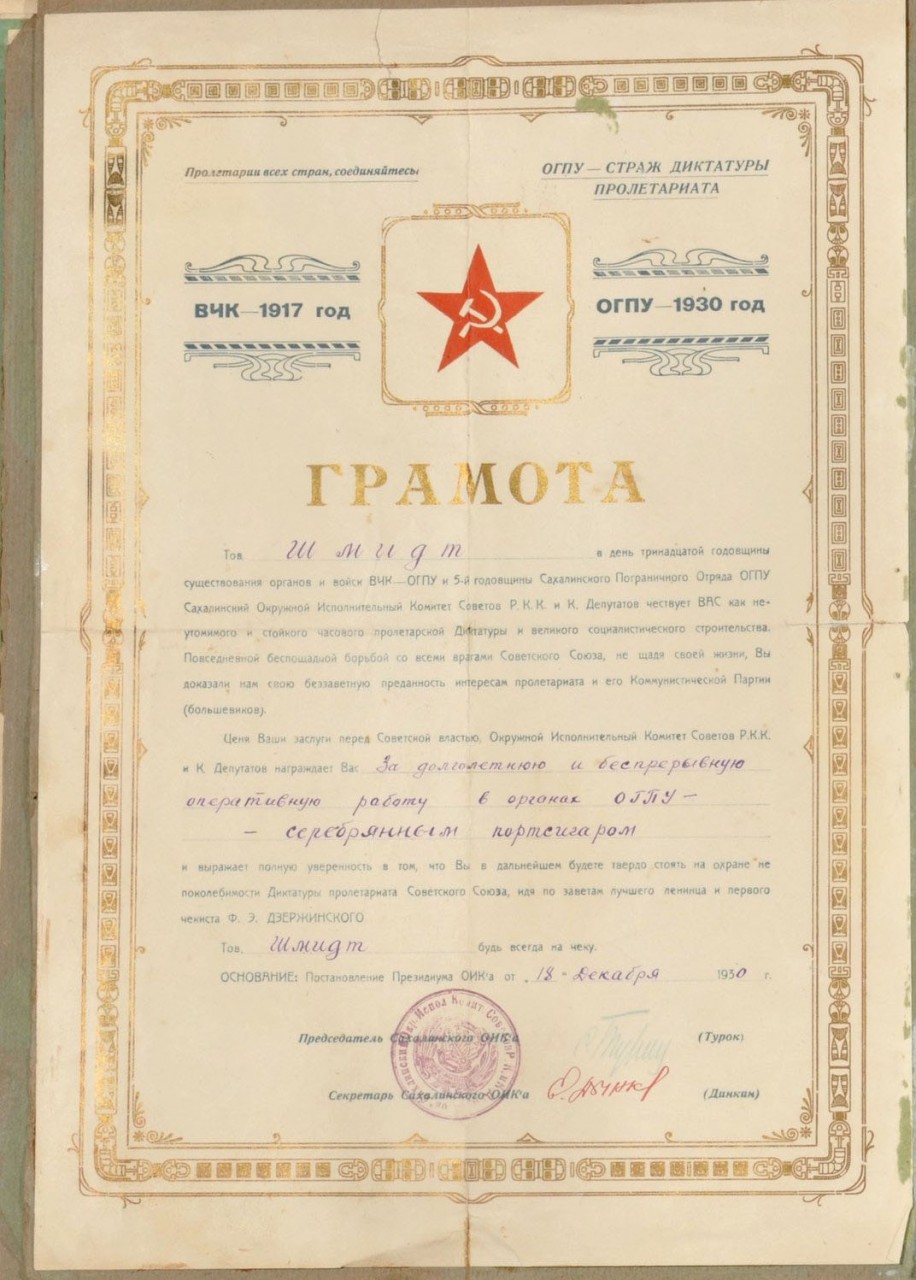 Пролетарии всех стран, соединяйтесь!
ОГПУ — СТРАЖ ДИКТАТУРЫ
ПРОЛЕТАРИАТА
ВЧК—1917 год
ОГПУ—1930 год
ГРАМОТА
Тов. Шмидт в день тринадцатой годовщины
существования органов и войск ВЧК—ОГПУ и 5-й годовщины Сахалинского Пограничного Отряда ОГПУ
Сахалинский Окружной Исполнительный Комитет Советов Р.К.К. и К. Депутатов чествует ВАС как не-
утомимого и стойкого часового пролетарской Диктатуры и великого социалистического строительства.
Повседневной беспощадной борьбой со всеми врагами Советского Союза, не щадя своей жизни, Вы
доказали нам свою беззаветную преданность интересам пролетариата и его Коммунистической Партии
(большевиков).
Ценя Ваши заслуги перед Советской властью, Окружной Исполнительный Комитет Советов Р.К.К.
и К. Депутатов награждает Вас За долголетнюю и беспрерывную
оперативную работу в органах ОГПУ —
— серебрянным портсигаром
и выражает полную уверенность в том, что Вы в дальнейшем будете твердо стоять на охране не
поколебимости Диктатуры пролетариата Советского Союза, идя по заветам лучшего ленинца и первого
чекиста Ф. Э. ДЗЕРЖИНСКОГО
Тов. Шмидт будь всегда на чеку.
ОСНОВАНИЕ: Постановление Президиума ОИК'а от „18" Декабря 1930 г.
Председатель Сахалинского ОИК'а (Турок)
Секретарь Сахалинского ОИК'а (Динкин)